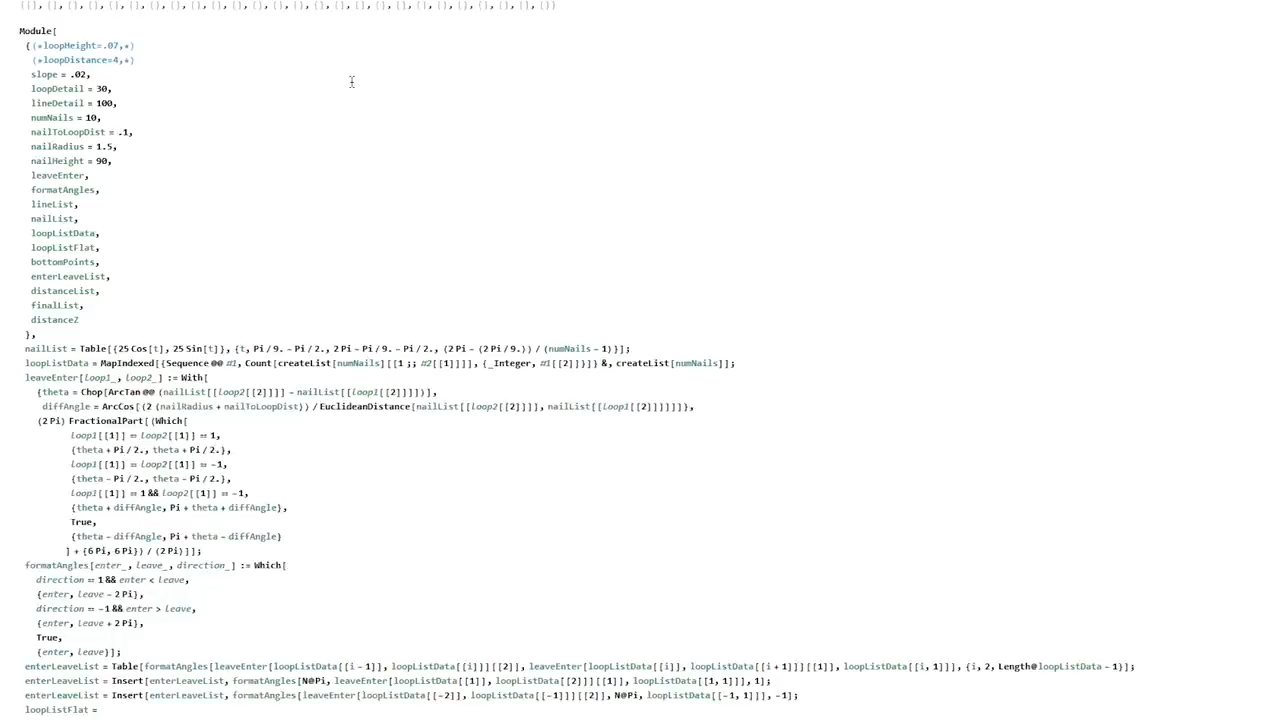 Module[
{(*loopHeight=.07,*)
(*loopDistance=4,*)
slope = .02,
loopDetail = 30,
lineDetail = 100,
numNails = 10,
nailToLoopDist = .1,
nailRadius = 1.5,
nailHeight = 90,
leaveEnter,
formatAngles,
lineList,
nailList,
loopListData,
loopListFlat,
bottomPoints,
enterLeaveList,
distanceList,
finalList,
distanceZ
},
nailList = Table[{25 Cos[t], 25 Sin[t]}, {t, Pi/9. - Pi/2., 2 Pi - Pi/9. - Pi/2., (2 Pi - (2 Pi/9.)) / (numNails - 1)}];
loopListData = MapIndexed[{Sequence @@ #1, Count[createList[numNails][[1 ;; #2[[1]]]], {_Integer, #1[[2]]}]} &, createList[numNails]];
leaveEnter[loop1_, loop2_] := With[
{theta = Chop[ArcTan @@ (nailList[[loop2[[2]]]] - nailList[[loop1[[2]]]])],
diffAngle = ArcCos[(2 (nailRadius + nailToLoopDist)) / EuclideanDistance[nailList[[loop2[[2]]]], nailList[[loop1[[2]]]]]]},
(2 Pi) FractionalPart[(Which[
loop1[[1]] == loop2[[1]] == 1,
{theta + Pi/2., theta + Pi/2.},
loop1[[1]] == loop2[[1]] == -1,
{theta - Pi/2., theta - Pi/2.},
loop1[[1]] == 1 && loop2[[1]] == -1,
{theta + diffAngle, Pi + theta + diffAngle},
True,
{theta - diffAngle, Pi + theta - diffAngle}
] + {6 Pi, 6 Pi}) / (2 Pi)]];
formatAngles[enter_, leave_, direction_] := Which[
direction == 1 && enter < leave,
{enter, leave - 2 Pi},
direction == -1 && enter > leave,
{enter, leave + 2 Pi},
True,
{enter, leave}];
enterLeaveList = Table[formatAngles[leaveEnter[loopListData[[i - 1]], loopListData[[i]]][[2]], leaveEnter[loopListData[[i]], loopListData[[i + 1]]][[1]], loopListData[[i, 1]]], {i, 2, Length@loopListData - 1}];
enterLeaveList = Insert[enterLeaveList, formatAngles[N@Pi, leaveEnter[loopListData[[1]], loopListData[[2]]][[1]], loopListData[[1, 1]]], 1];
enterLeaveList = Insert[enterLeaveList, formatAngles[leaveEnter[loopListData[[-2]], loopListData[[-1]]][[2]], N@Pi, loopListData[[-1, 1]]], -1];
loopListFlat =